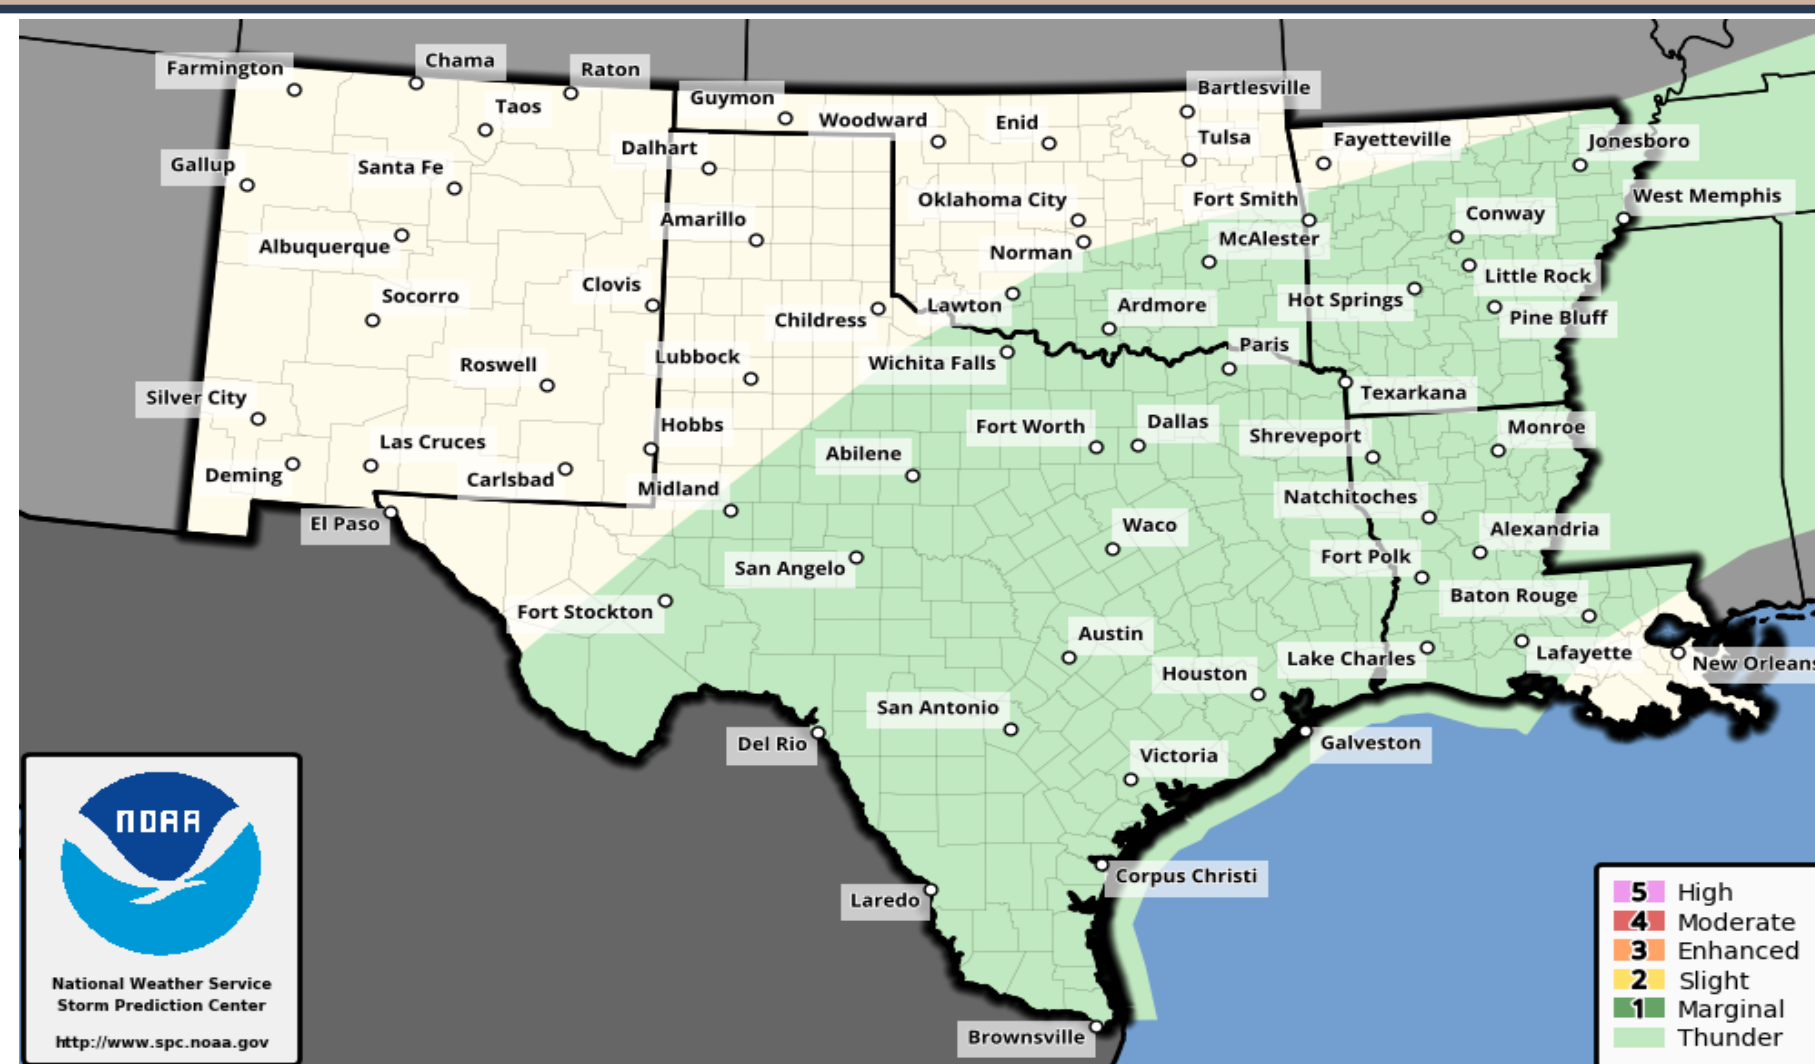 Farmington
Chama
Raton
Guymon
Bartlesville
Taos
Woodward
Enid
Tulsa
Fayetteville
Jonesboro
Dalhart
Gallup
Santa Fe
Oklahoma City
Fort Smith
West Memphis
Amarillo
Conway
Albuquerque
Norman
McAlester
Clovis
Socorro
Little Rock
Lawton
Ardmore
Hot Springs
Childress
Pine Bluff
Paris
Roswell
Lubbock
Wichita Falls
Silver City
Texarkana
Hobbs
Las Cruces
Fort Worth
Dallas
Shreveport
Monroe
Abilene
Deming
Carlsbad
Midland
Natchitoches
El Paso
Waco
Alexandria
San Angelo
Fort Polk
Fort Stockton
Baton Rouge
Austin
Lake Charles
Lafayette
New Orleans
Houston
San Antonio
Del Rio
Galveston
Victoria
Corpus Christi
Laredo
Brownsville
NOAA
National Weather Service
Storm Prediction Center
http://www.spc.noaa.gov
5 High
4 Moderate
3 Enhanced
2 Slight
1 Marginal
Thunder